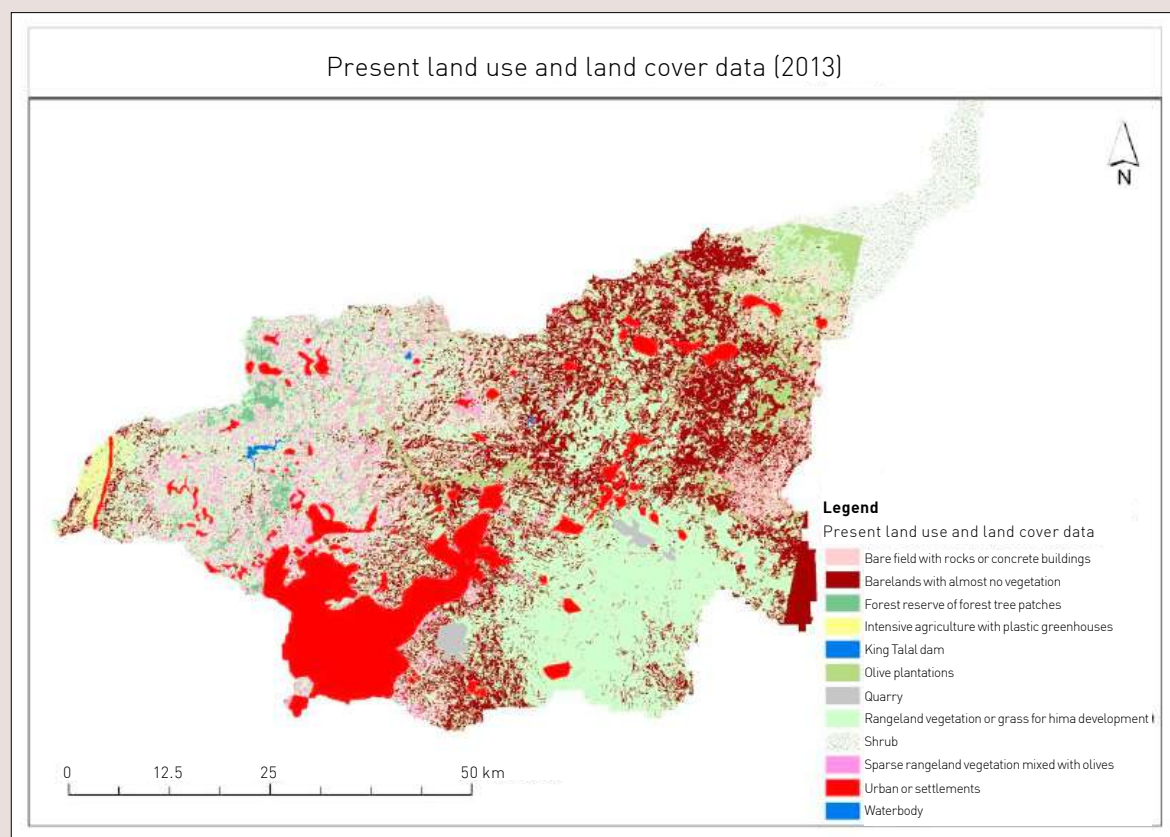 Present land use and land cover data (2013)
N
Legend
Present land use and land cover data
Bare field with rocks or concrete buildings
Barelands with almost no vegetation
Forest reserve of forest tree patches
Intensive agriculture with plastic greenhouses
King Talal dam
Olive plantations
Quarry
Rangeland vegetation or grass for hima development
Shrub
Sparse rangeland vegetation mixed with olives
Urban or settlements
Waterbody
0 12.5 25 50 km